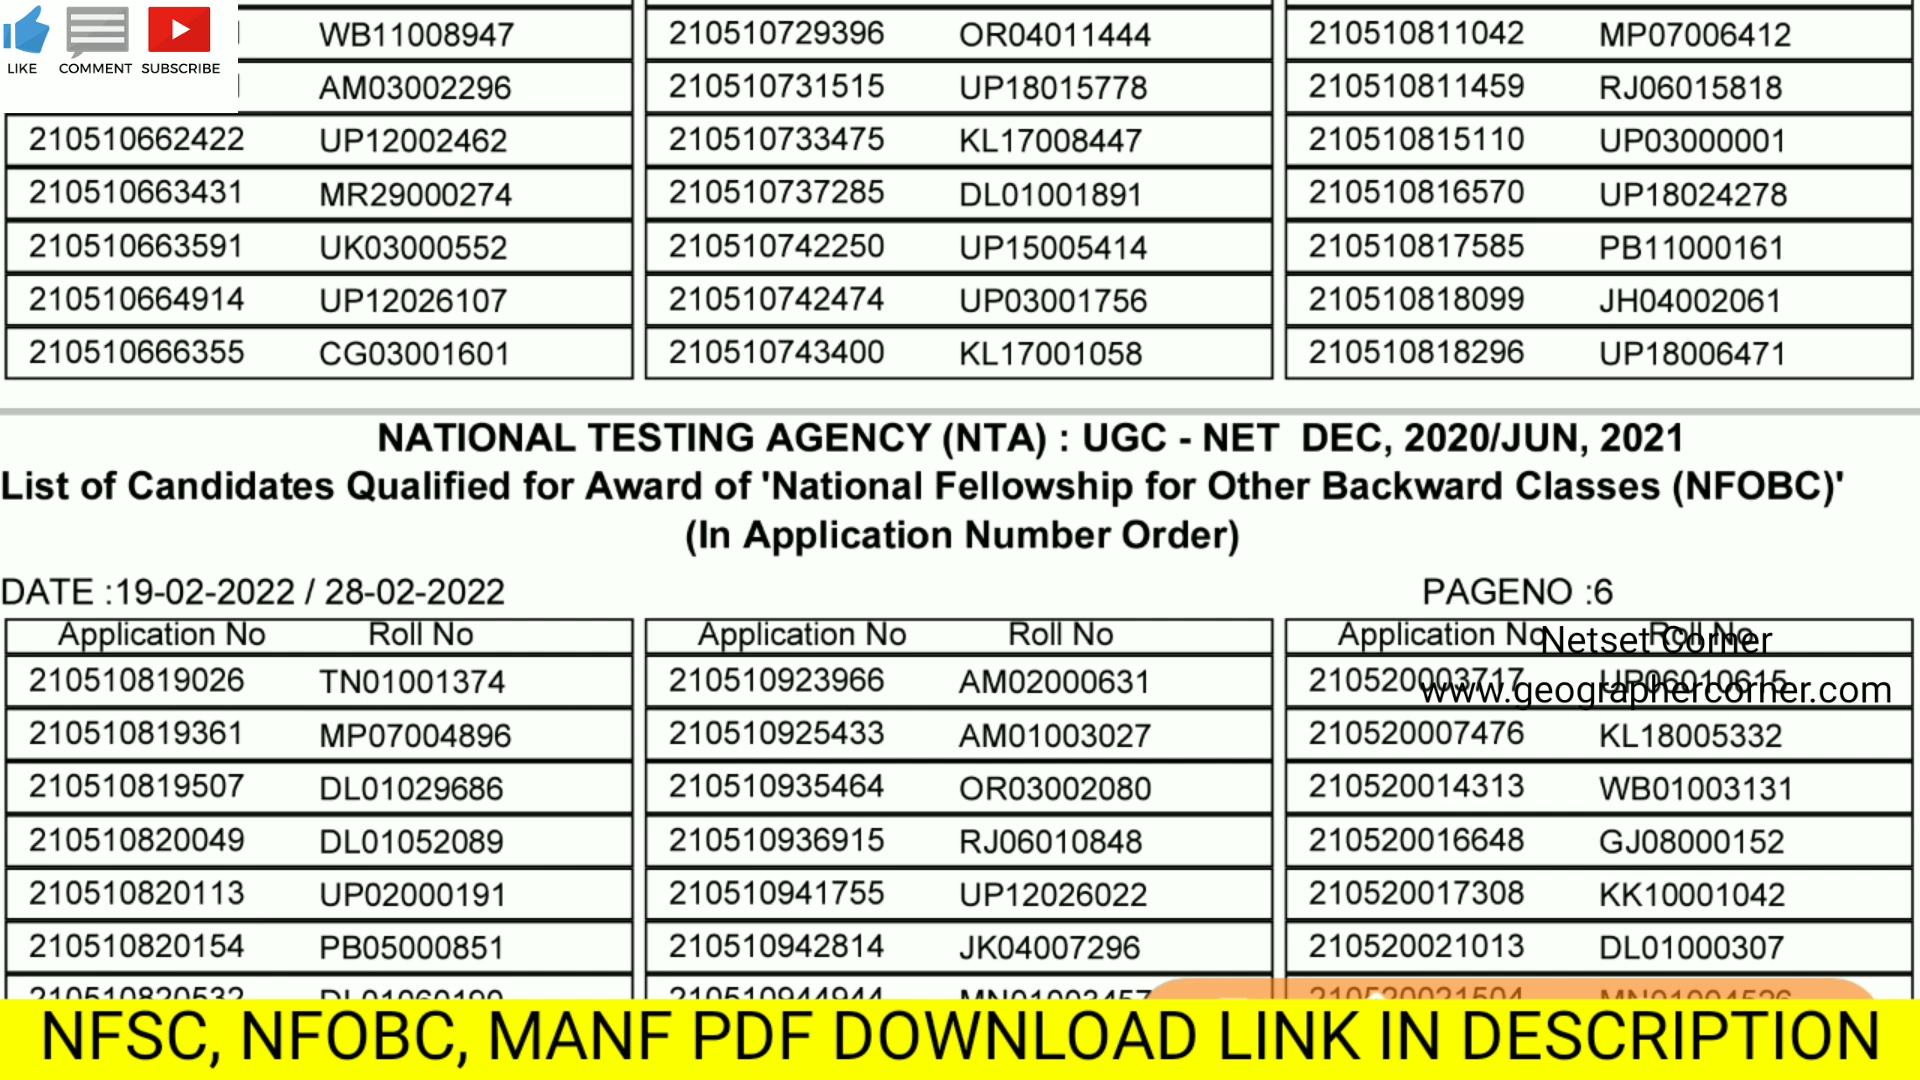 LIKE COMMENT SUBSCRIBE
WB11008947 210510729396 OR04011444 210510811042 MP07006412
AM03002296 210510731515 UP18015778 210510811459 RJ06015818
210510662422 UP12002462 210510733475 KL17008447 210510815110 UP03000001
210510663431 MR29000274 210510737285 DL01001891 210510816570 UP18024278
210510663591 UK03000552 210510742250 UP15005414 210510817585 PB11000161
210510664914 UP12026107 210510742474 UP03001756 210510818099 JH04002061
210510666355 CG03001601 210510743400 KL17001058 210510818296 UP18006471
NATIONAL TESTING AGENCY (NTA) : UGC - NET DEC, 2020/JUN, 2021
List of Candidates Qualified for Award of 'National Fellowship for Other Backward Classes (NFOBC)'
(In Application Number Order)
DATE :19-02-2022 / 28-02-2022 PAGENO :6
Application No Roll No Application No Roll No Application No Roll No
Netset Corner
210510819026 TN01001374 210510923966 AM02000631 210520003717 UP06010615
www.geographercorner.com
210510819361 MP07004896 210510925433 AM01003027 210520007476 KL18005332
210510819507 DL01029686 210510935464 OR03002080 210520014313 WB01003131
210510820049 DL01052089 210510936915 RJ06010848 210520016648 GJ08000152
210510820113 UP02000191 210510941755 UP12026022 210520017308 KK10001042
210510820154 PB05000851 210510942814 JK04007296 210520021013 DL01000307
NFSC, NFOBC, MANF PDF DOWNLOAD LINK IN DESCRIPTION